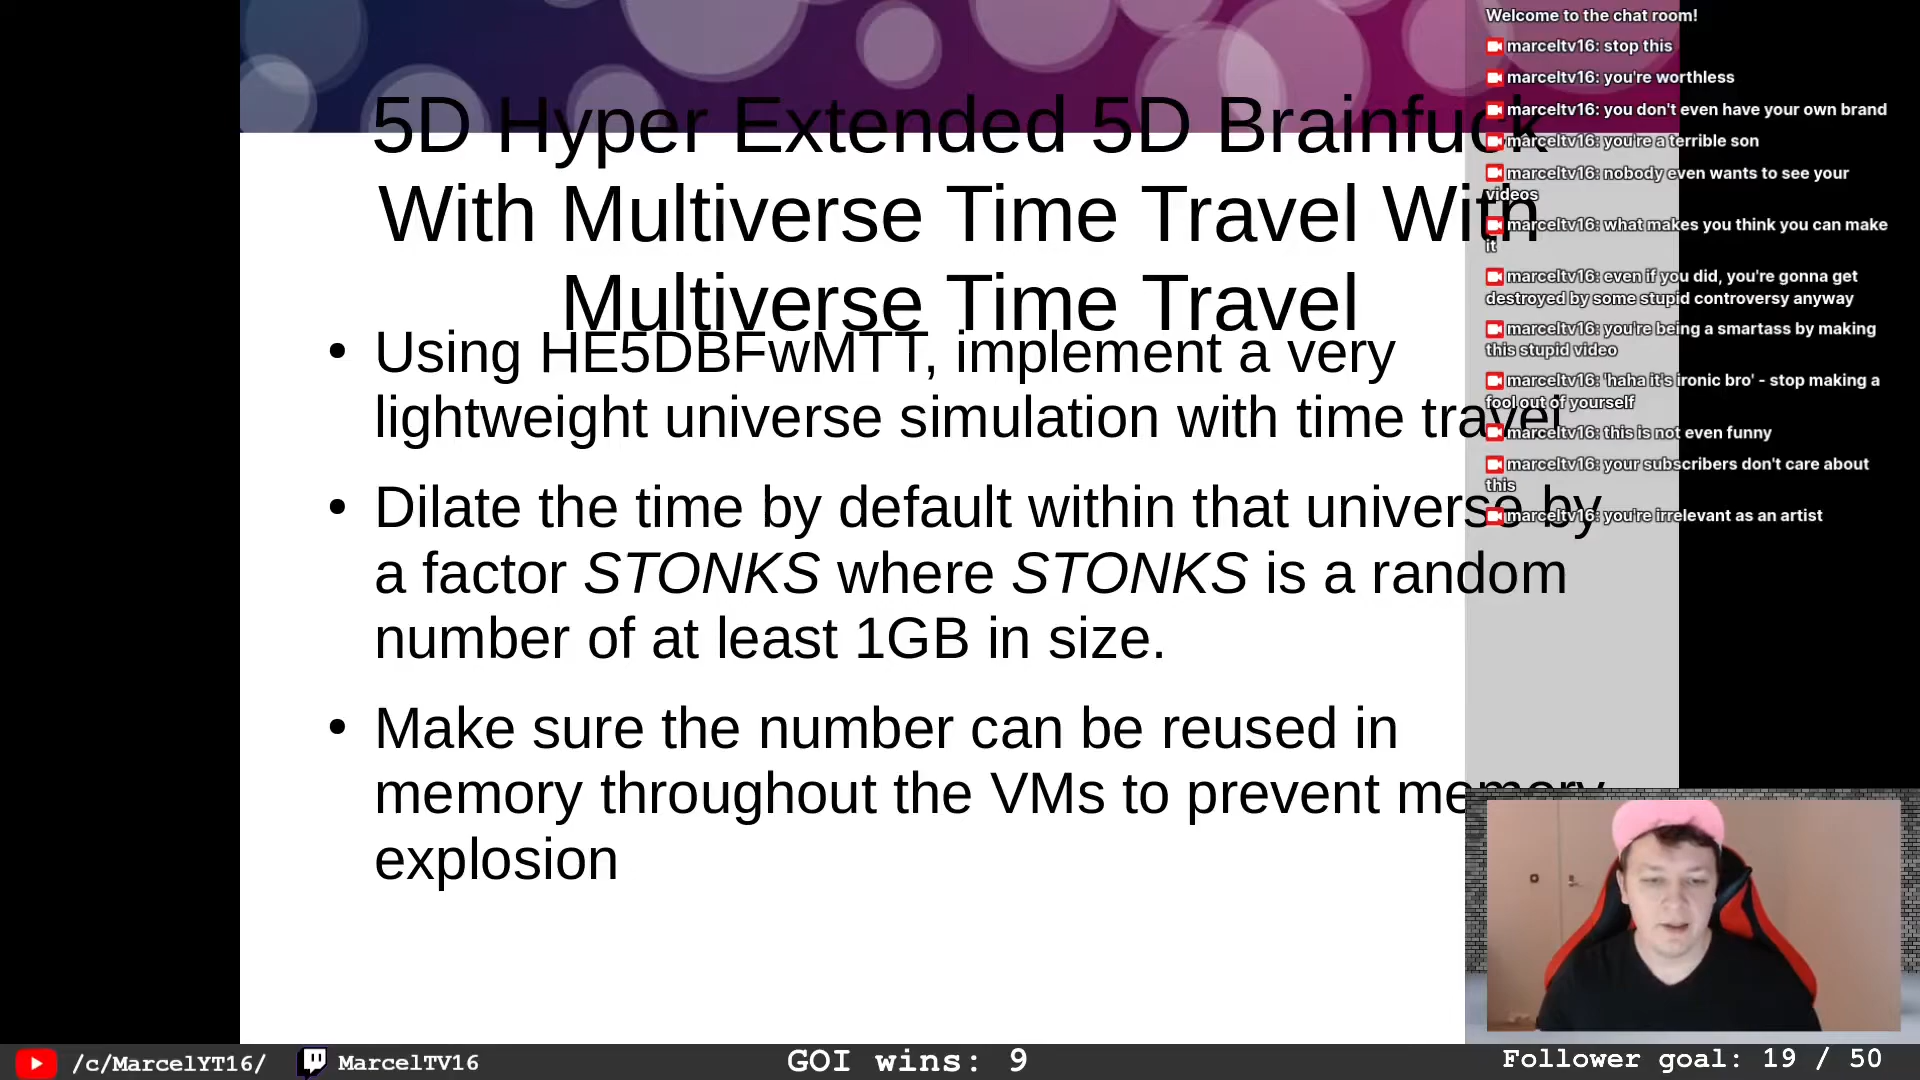 5D Hyper Extended 5D Brainfuck
With Multiverse Time Travel With
Multiverse Time Travel
• Using HE5DBFwMTT, implement a very
lightweight universe simulation with time travel
• Dilate the time by default within that universe by
a factor STONKS where STONKS is a random
number of at least 1GB in size.
• Make sure the number can be reused in
memory throughout the VMs to prevent memory
explosion
Welcome to the chat room!
marceltv16: stop this
marceltv16: you're worthless
marceltv16: you don't even have your own brand
marceltv16: you're a terrible son
marceltv16: nobody even wants to see your
videos
marceltv16: what makes you think you can make
it
marceltv16: even if you did, you're gonna get
destroyed by some stupid controversy anyway
marceltv16: you're being a smartass by making
this stupid video
marceltv16: 'haha it's ironic bro' - stop making a
fool out of yourself
marceltv16: this is not even funny
marceltv16: your subscribers don't care about
this
marceltv16: you're irrelevant as an artist
/c/MarcelYT16/
MarcelTV16
GOI wins: 9
Follower goal: 19 / 50